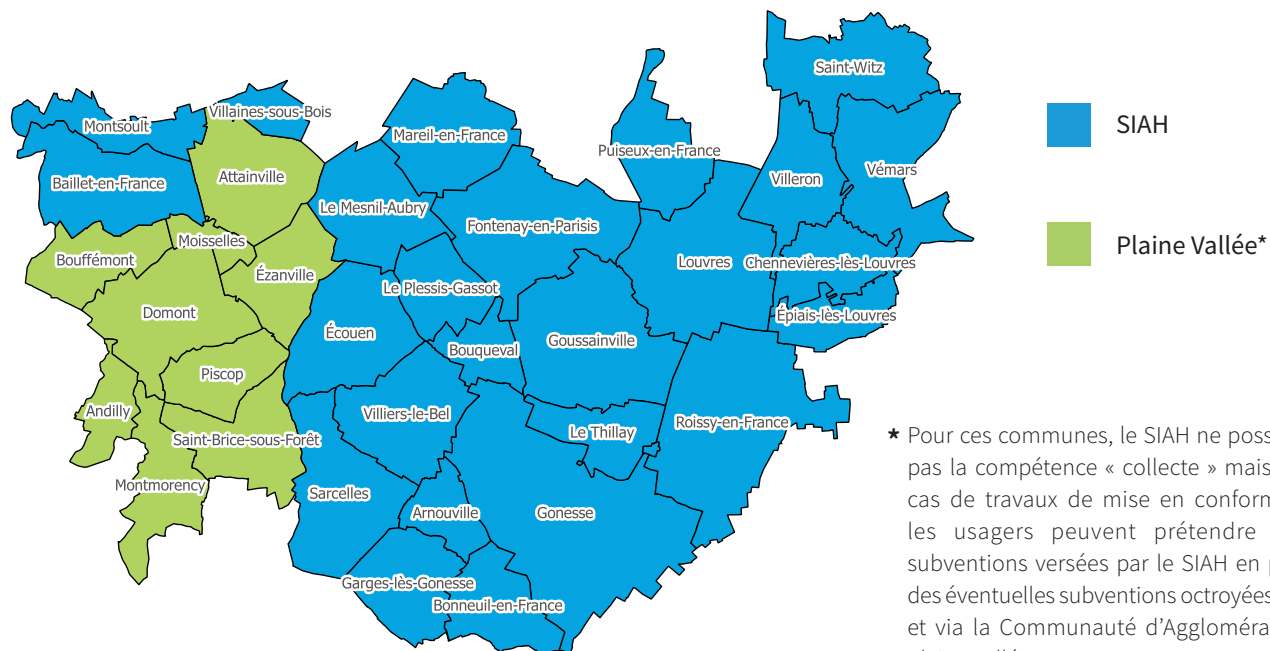 Saint-Witz
Villaines-sous-Bois
Montsoult
Mareil-en-France
Puiseux-en-France
Vémars
Attainville
Villeron
Baillet-en-France
Le Mesnil-Aubry
Fontenay-en-Parisis
Moisselles
Bouffémont
Louvres
Chennevières-lès-Louvres
Ézanville
Le Plessis-Gassot
Domont
Épiais-lès-Louvres
Écouen
Goussainville
Bouqueval
Piscop
Andilly
Villiers-le-Bel
Roissy-en-France
Le Thillay
Saint-Brice-sous-Forêt
Montmorency
Sarcelles
Arnouville
Gonesse
Garges-lès-Gonesse
Bonneuil-en-France
SIAH
Plaine Vallée*
* Pour ces communes, le SIAH ne poss
pas la compétence « collecte » mais
cas de travaux de mise en conform
les usagers peuvent prétendre
subventions versées par le SIAH en p
des éventuelles subventions octroyées
et via la Communauté d'Aggloméra